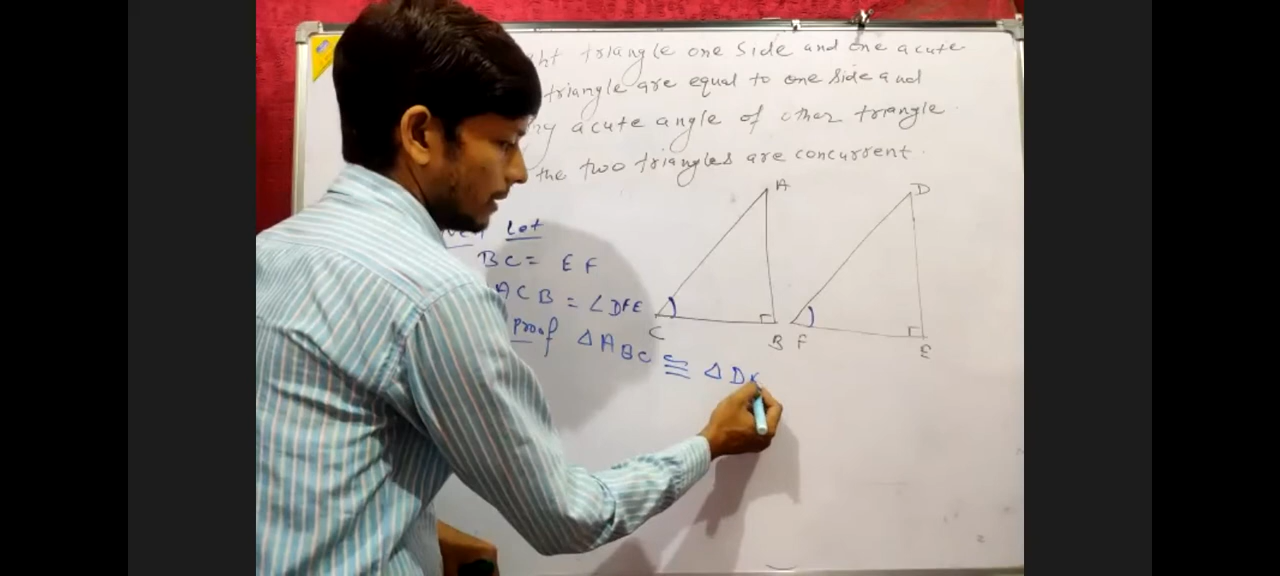 triangle one side and one acute
triangle are equal to one side and
acute angle of other triangle.
the two triangles are concurrent.
A
D
Let
BC = EF
ACB = ∠DFE
C
B
F
E
Proof ΔABC ≅ ΔD